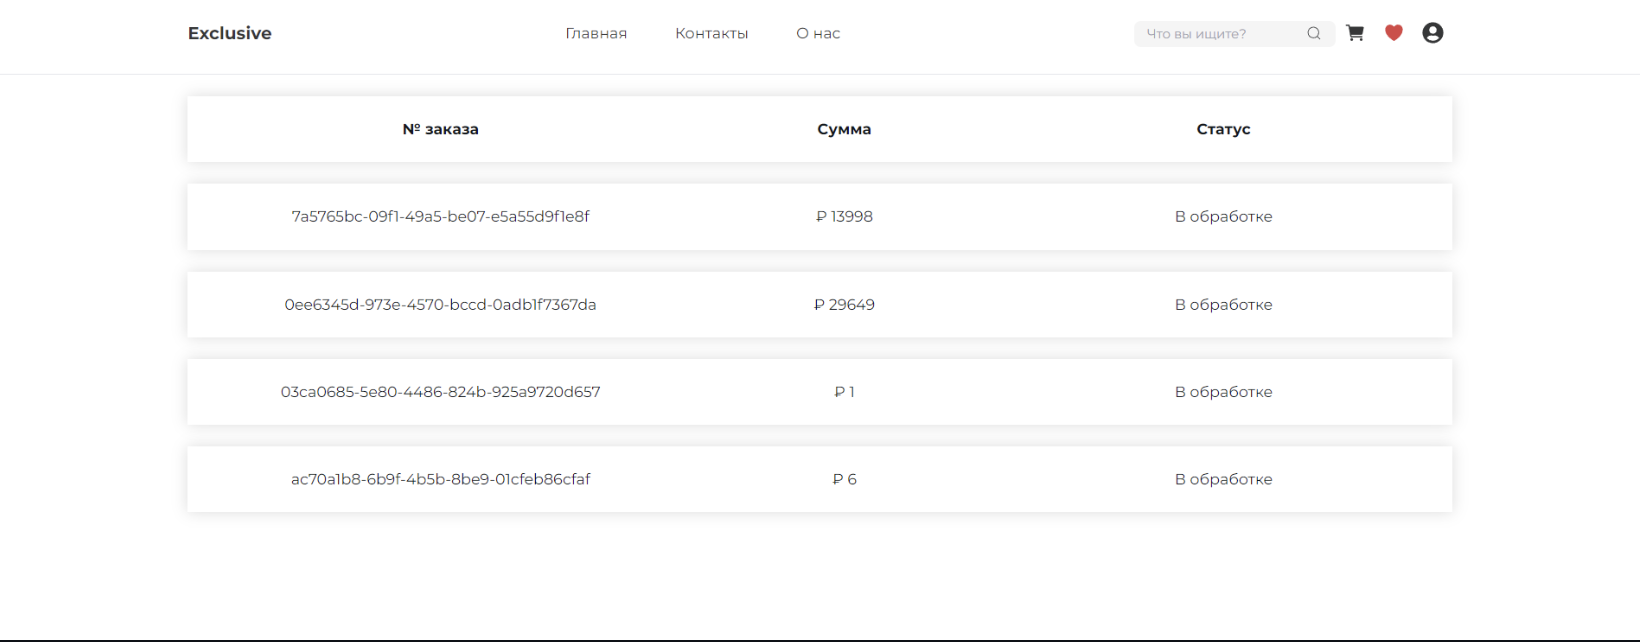 Exclusive Главная Контакты О нас Что вы ищите?
№ заказа Сумма Статус
7a5765bc-09f1-49a5-be07-e5a55d9f1e8f ₽ 13998 В обработке
0ee6345d-973e-4570-bccd-0adb1f7367da ₽ 29649 В обработке
03ca0685-5e80-4486-824b-925a9720d657 ₽ 1 В обработке
ac70a1b8-6b9f-4b5b-8be9-01cfeb86cfaf ₽ 6 В обработке